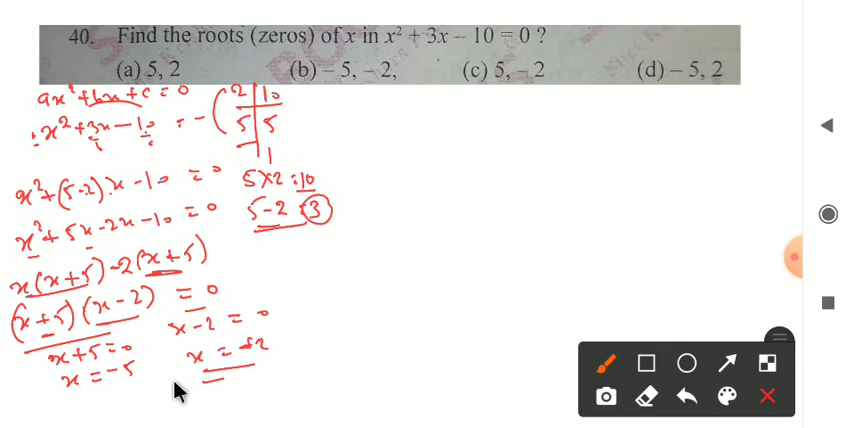 40. Find the roots (zeros) of x in x² + 3x − 10 = 0 ?
(a) 5, 2 (b) − 5, − 2, (c) 5, − 2 (d) − 5, 2
ax² + bx + c = 0
x² + 3x − 10 = 0
2 | 10
5 | 5
1
x² + (5-2)x − 10 = 0
5 × 2 = 10
x² + 5x − 2x − 10 = 0
5 − 2 = 3
x(x + 5) − 2(x + 5)
(x + 5)(x − 2) = 0
x + 5 = 0
x = −5
x − 2 = 0
x = +2